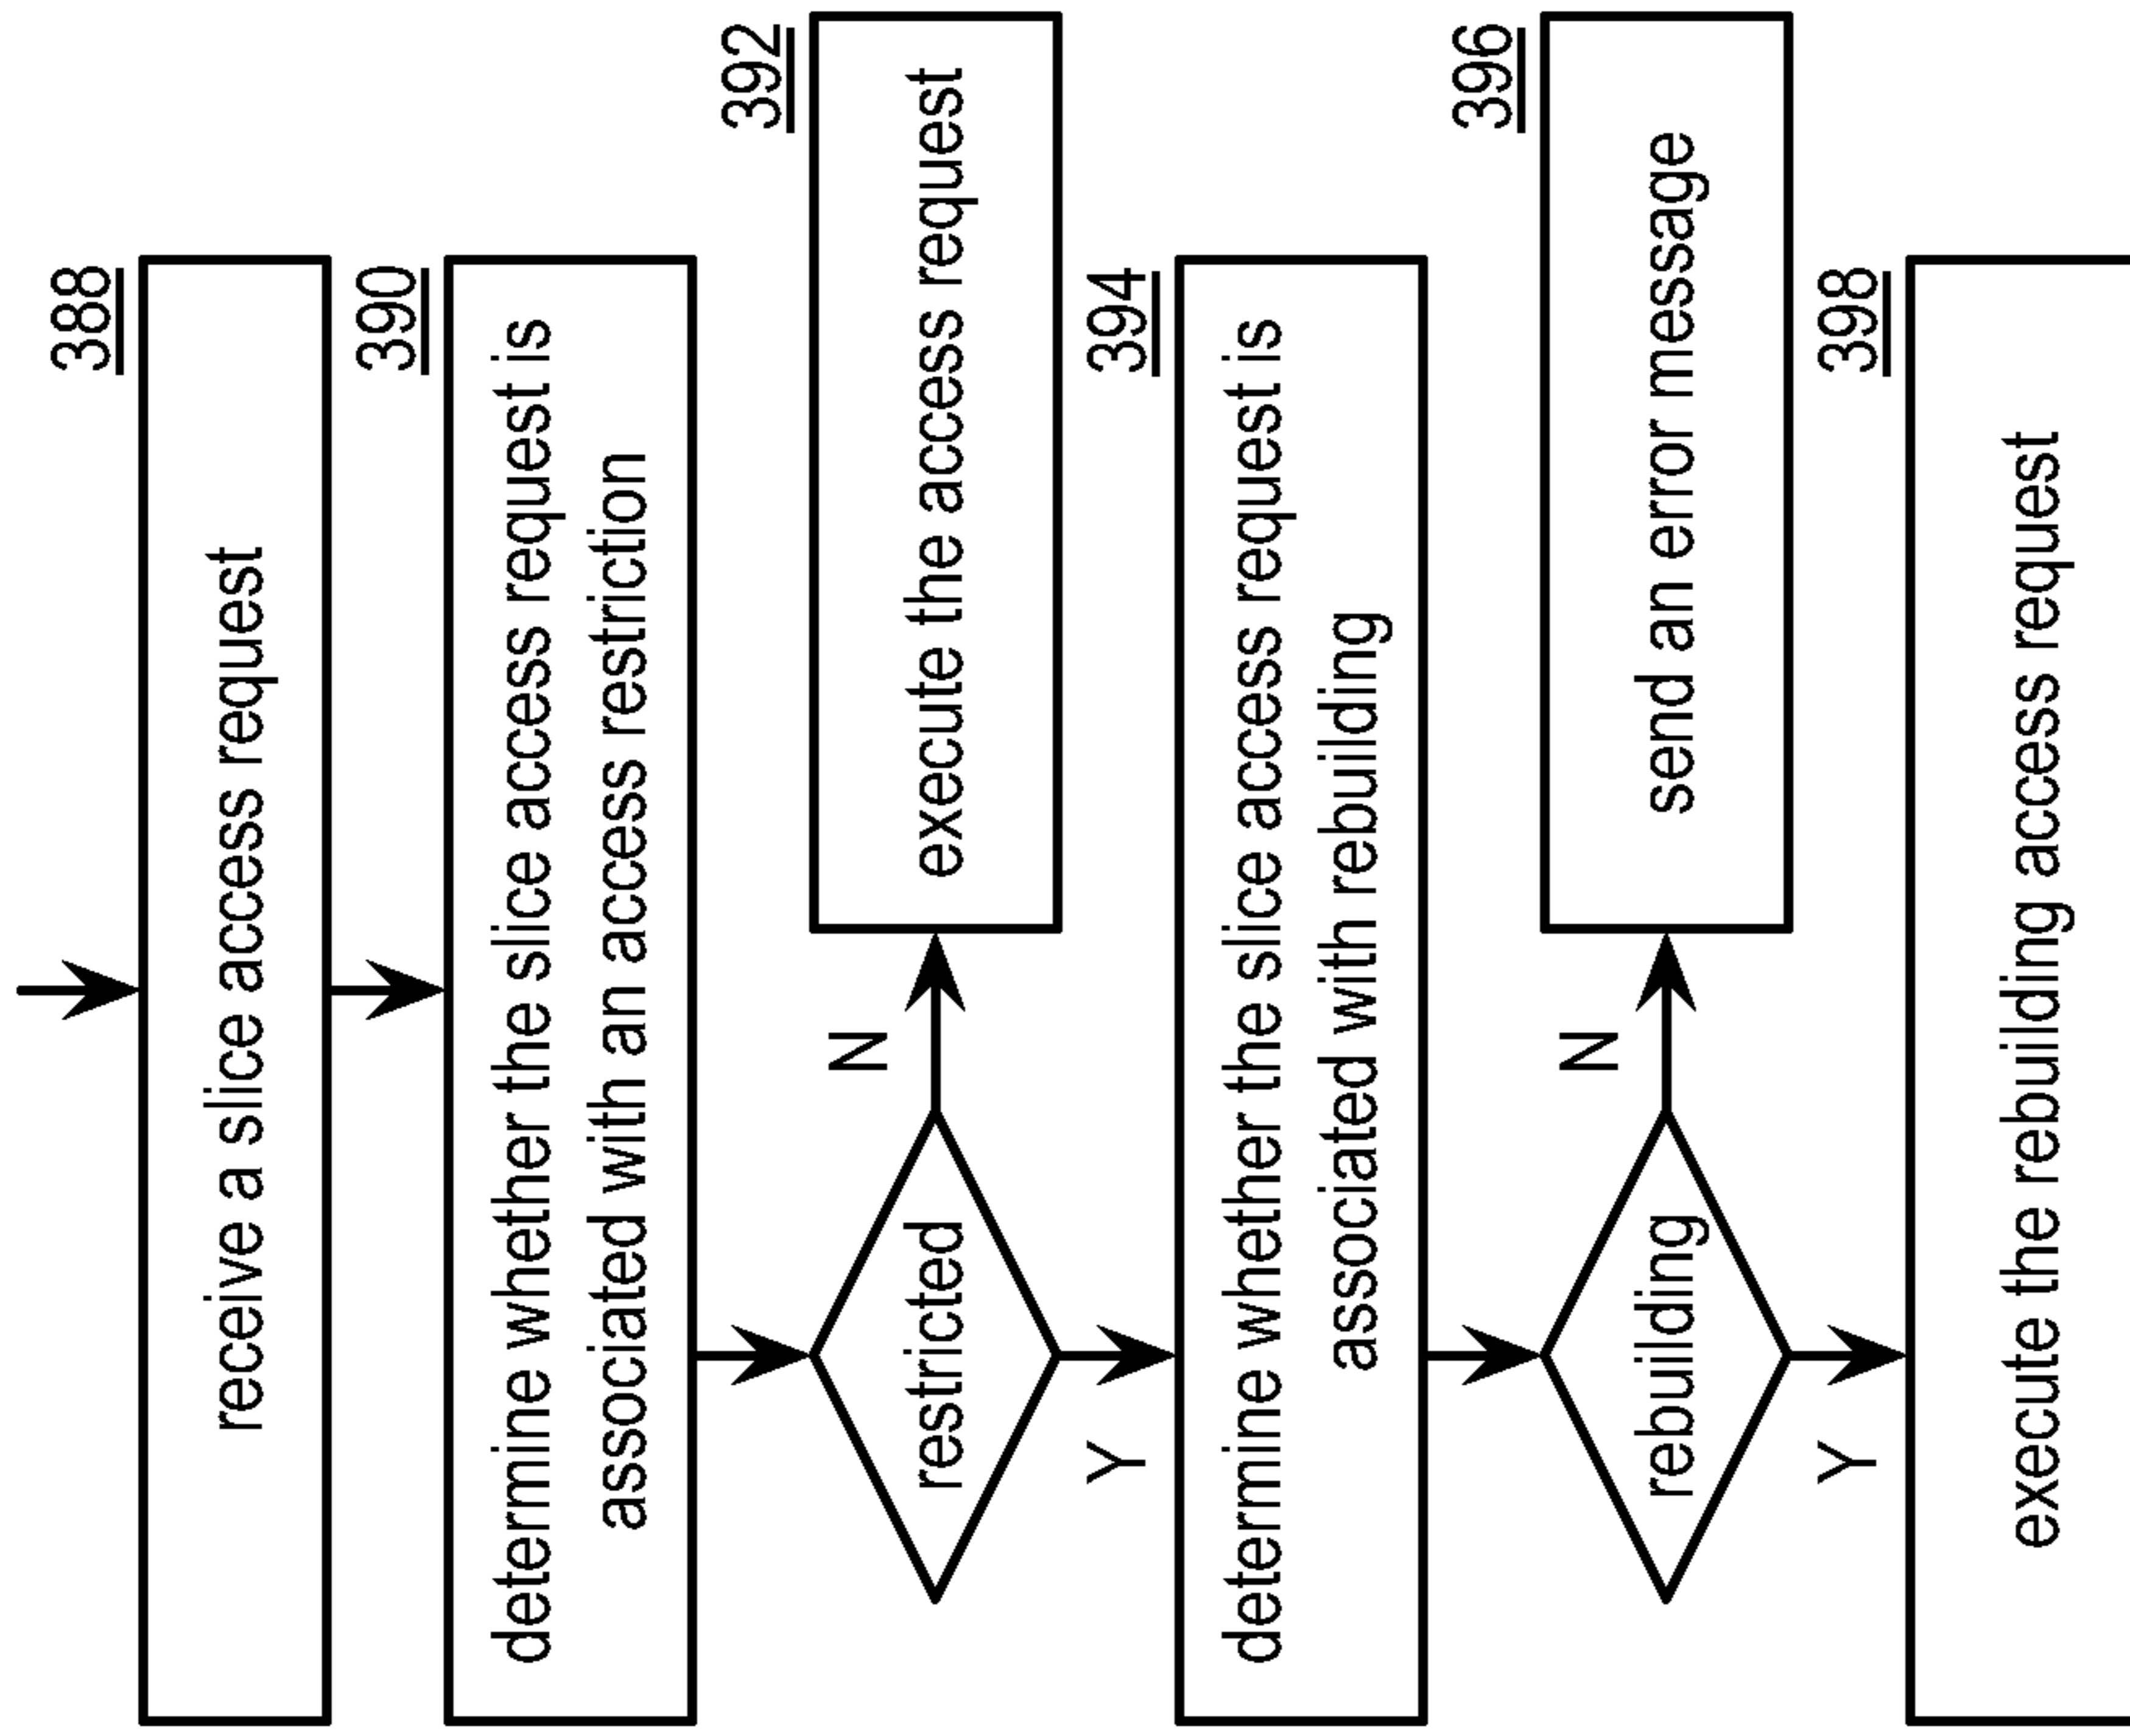 388
receive a slice access request
390
determine whether the slice access request is
associated with an access restriction
restricted
N
392
execute the access request
Y
394
determine whether the slice access request is
associated with rebuilding
rebuilding
N
396
send an error message
Y
398
execute the rebuilding access request